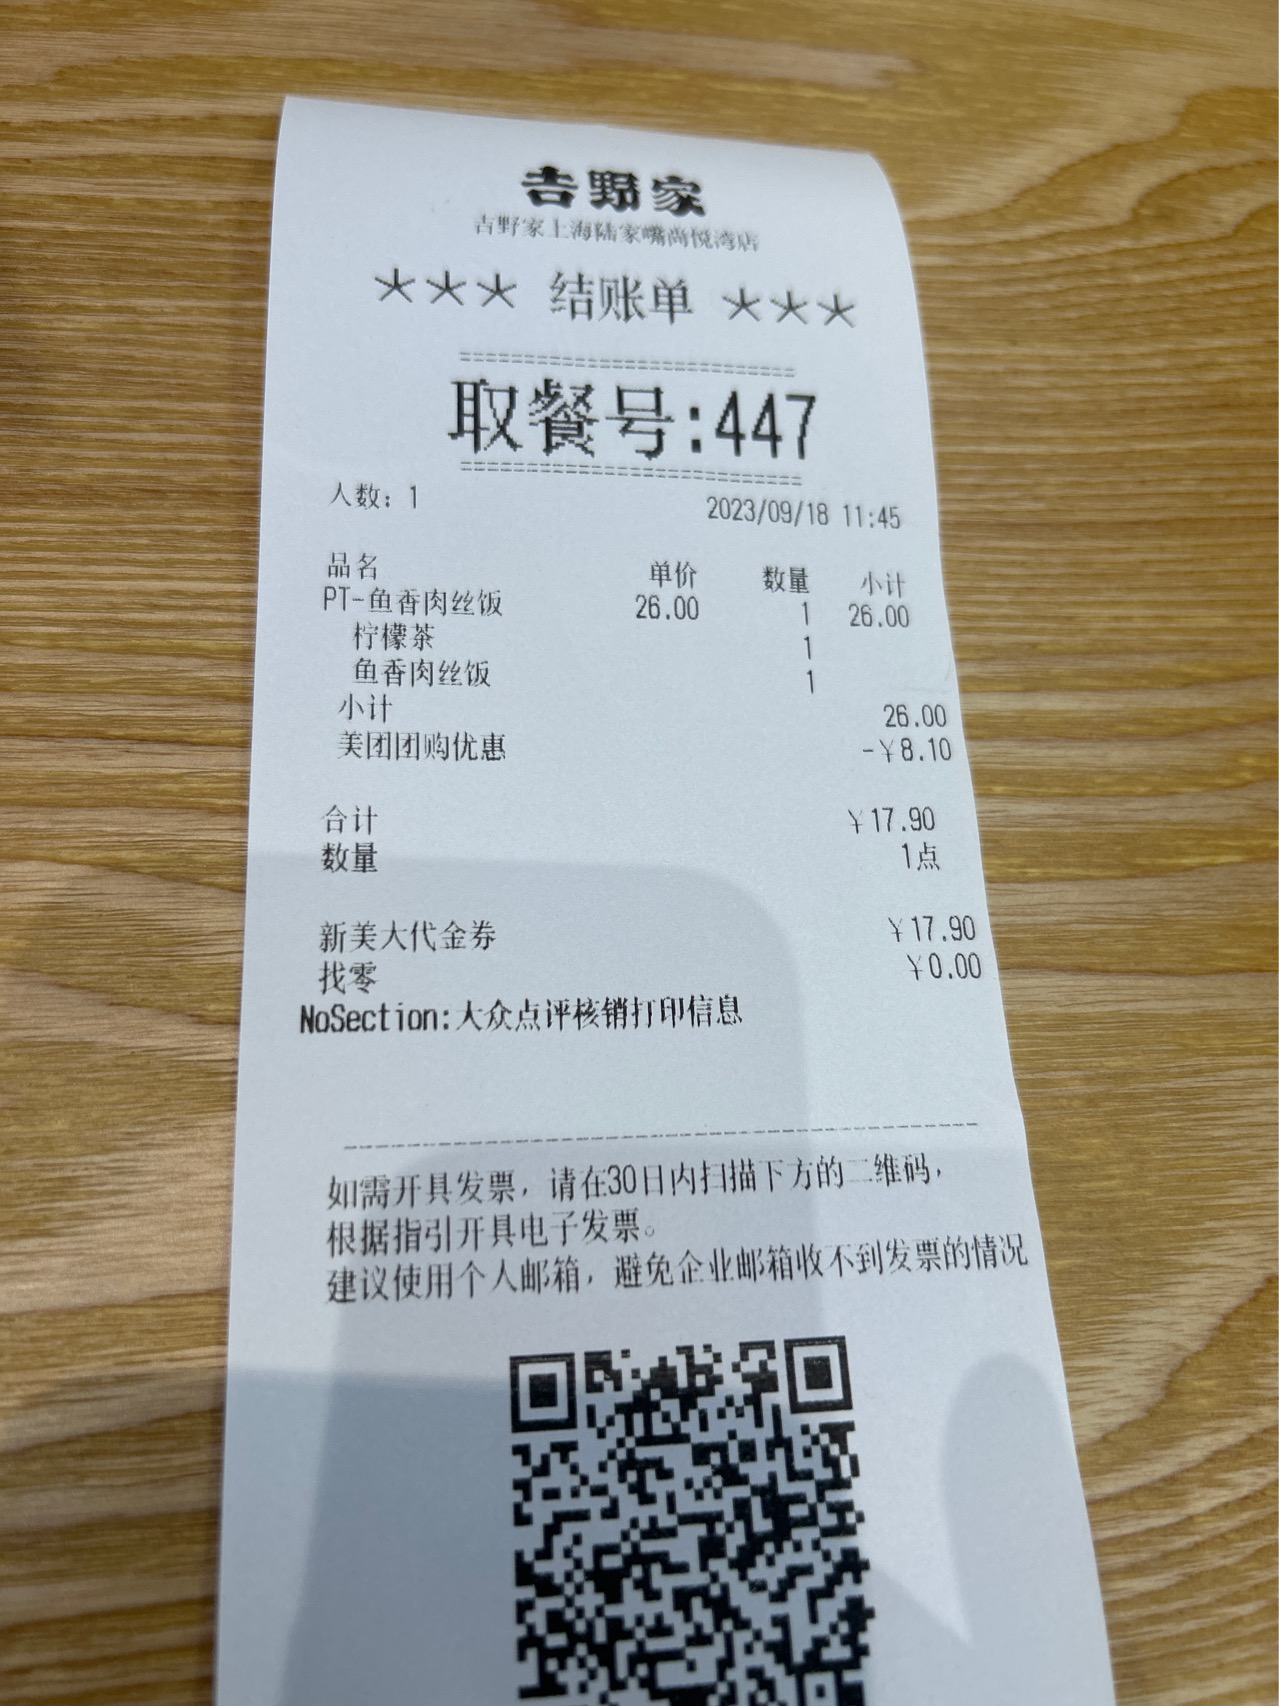 吉野家
吉野家上海陆家嘴尚悦湾店
*** 结账单 ***
========================
取餐号:447
========================
人数：1 2023/09/18 11:45
品名 单价 数量 小计
PT-鱼香肉丝饭 26.00 1 26.00
柠檬茶 1
鱼香肉丝饭 1
小计 26.00
美团团购优惠 -¥8.10
合计 ¥17.90
数量 1点
新美大代金券 ¥17.90
找零 ¥0.00
NoSection:大众点评核销打印信息
如需开具发票，请在30日内扫描下方的二维码，
根据指引开具电子发票。
建议使用个人邮箱，避免企业邮箱收不到发票的情况